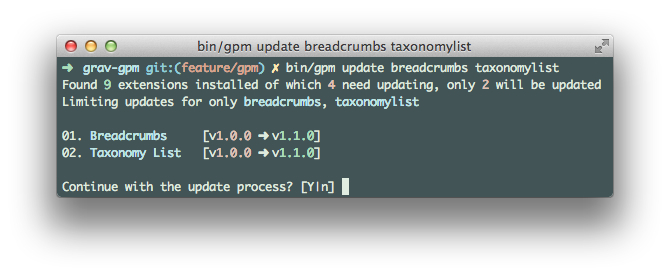 bin/gpm update breadcrumbs taxonomylist
➜ grav-gpm git:(feature/gpm) ✗ bin/gpm update breadcrumbs taxonomylist
Found 9 extensions installed of which 4 need updating, only 2 will be updated
Limiting updates for only breadcrumbs, taxonomylist
01. Breadcrumbs [v1.0.0 ➜ v1.1.0]
02. Taxonomy List [v1.0.0 ➜ v1.1.0]
Continue with the update process? [Y|n]